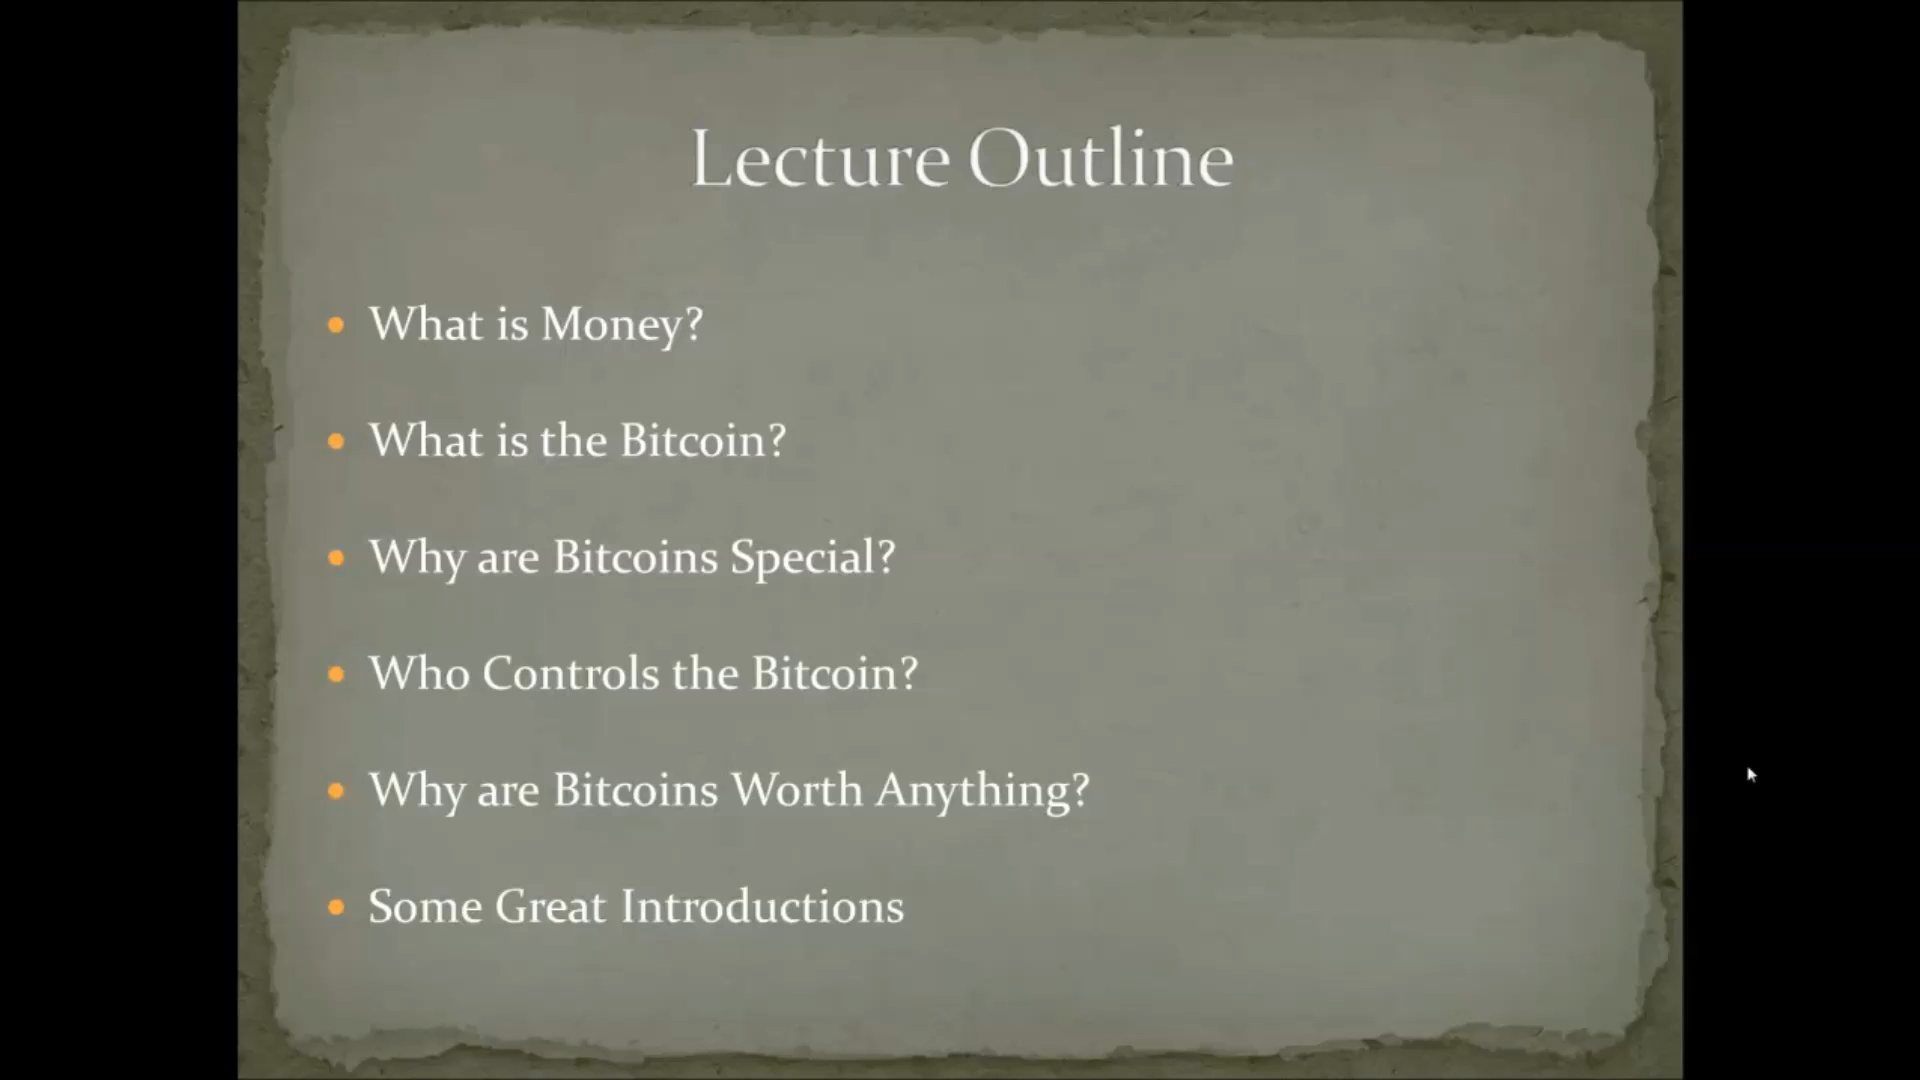 Lecture Outline
What is Money?
What is the Bitcoin?
Why are Bitcoins Special?
Who Controls the Bitcoin?
Why are Bitcoins Worth Anything?
Some Great Introductions